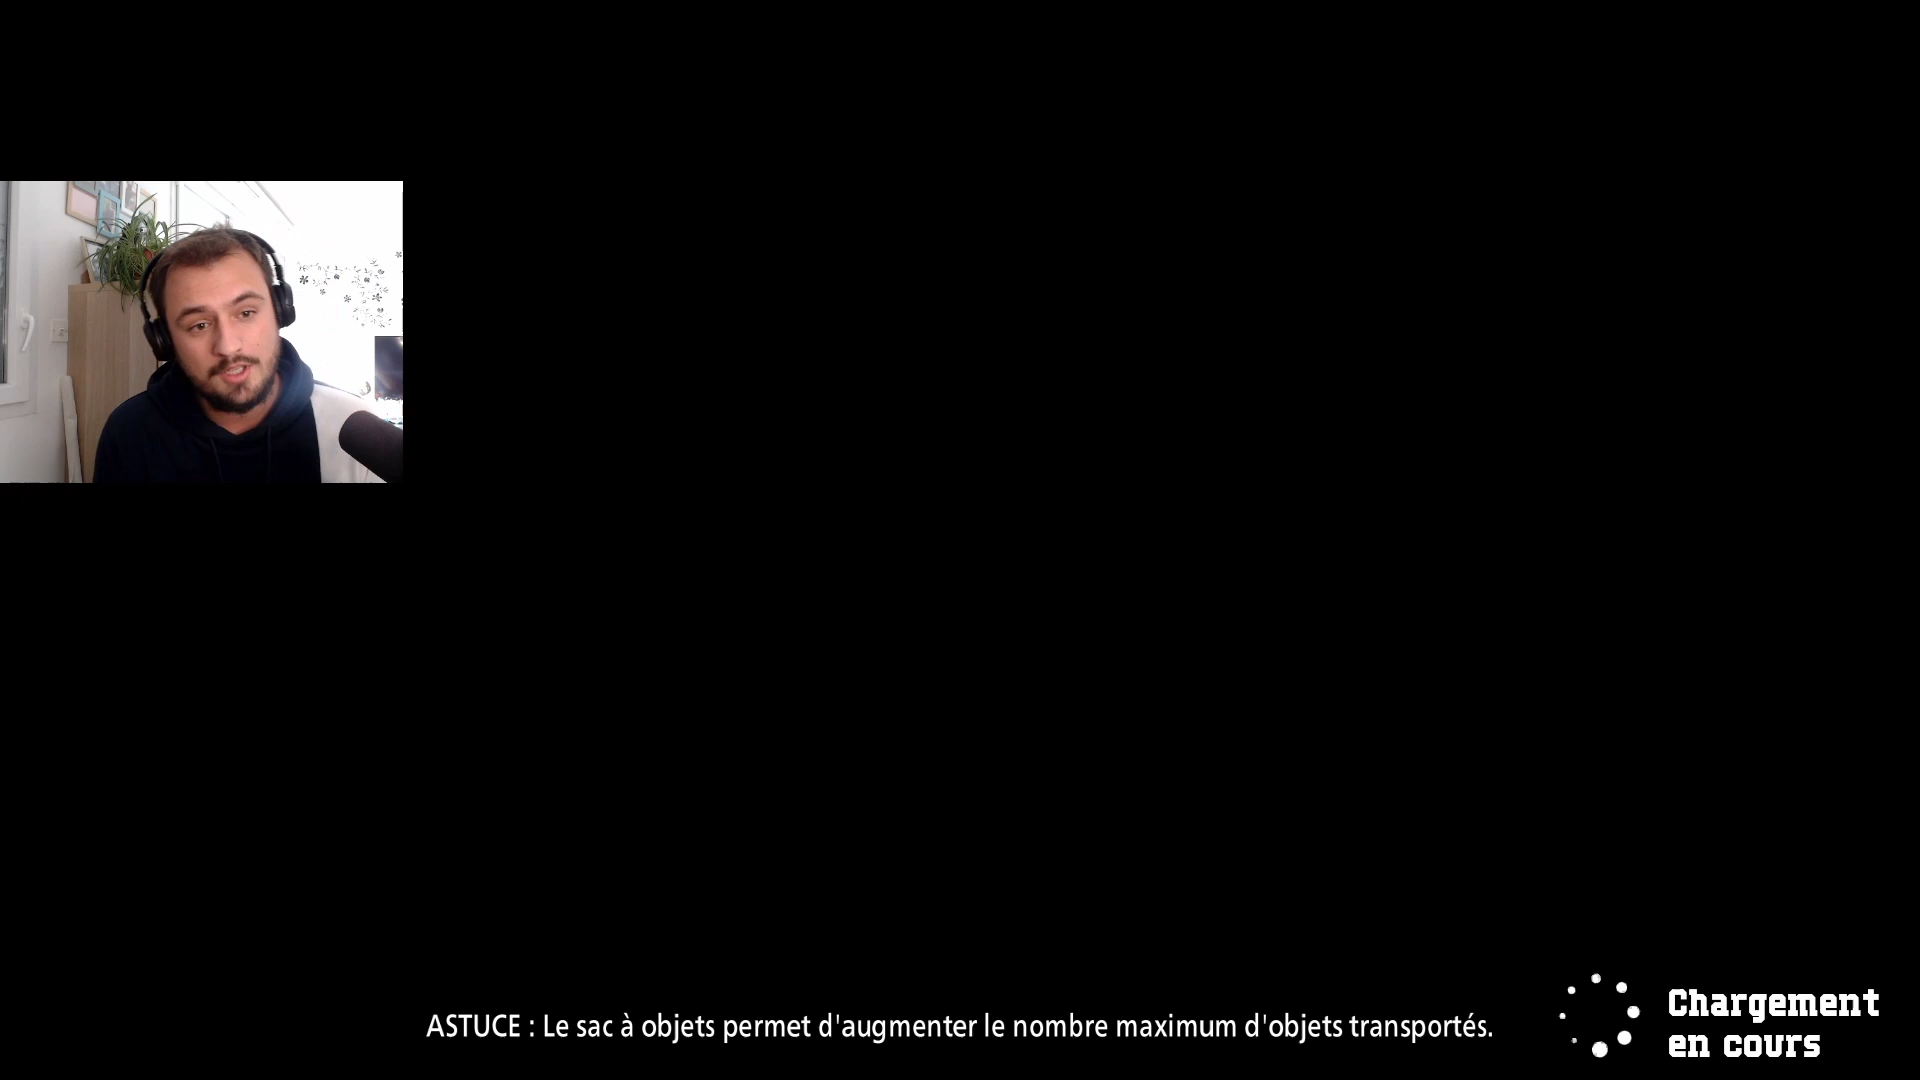 ASTUCE : Le sac à objets permet d'augmenter le nombre maximum d'objets transportés.
Chargement
en cours